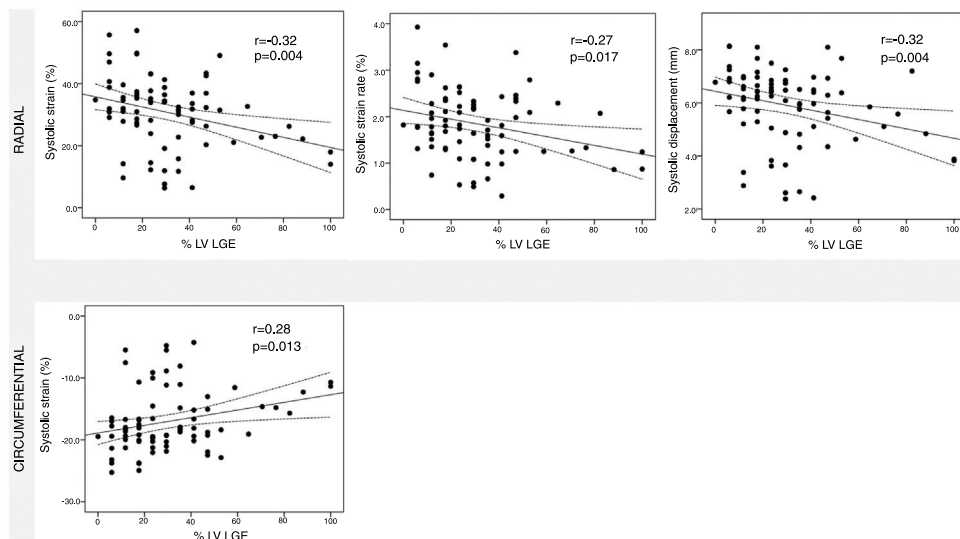 RADIAL
Systolic strain (%)
60.0
40.0
20.0
0.0
r=-0.32
p=0.004
0 20 40 60 80 100
% LV LGE
Systolic strain rate (%)
4.0
3.0
2.0
1.0
0.0
r=-0.27
p=0.017
0 20 40 60 80 100
% LV LGE
Systolic displacement (mm)
8.0
6.0
4.0
2.0
r=-0.32
p=0.004
0 20 40 60 80 100
% LV LGE
CIRCUMFERENTIAL
Systolic strain (%)
0.0
-10.0
-20.0
-30.0
r=0.28
p=0.013
0 20 40 60 80 100
% LV LGE